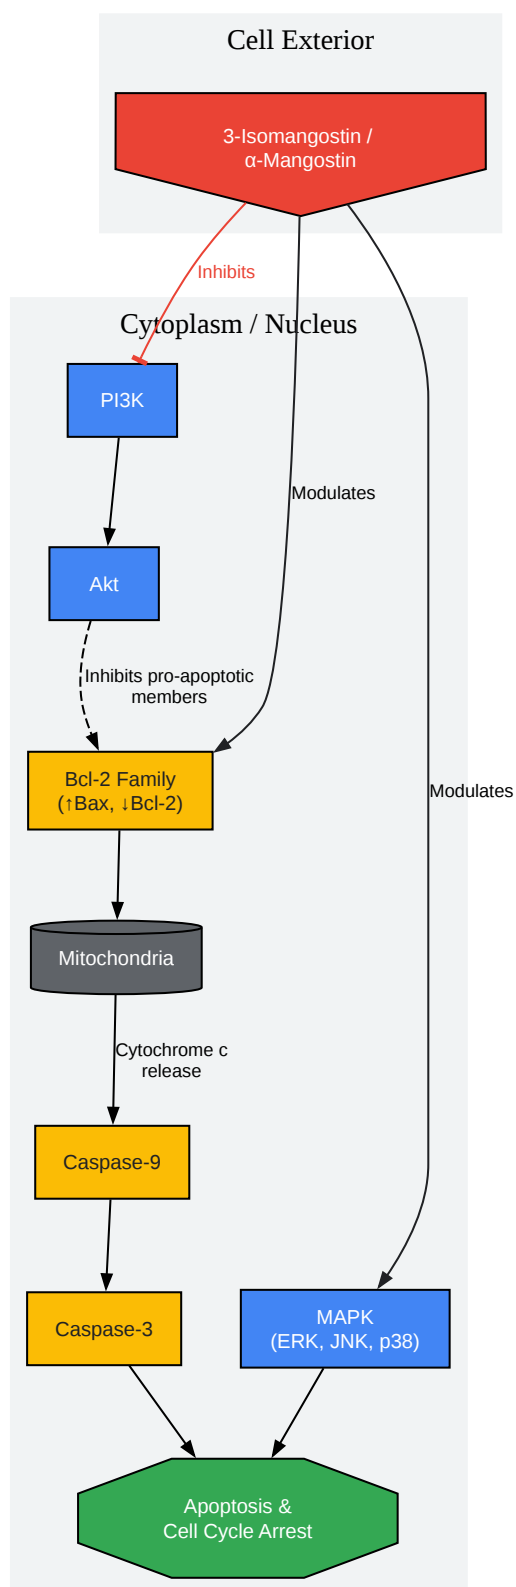 Cell Exterior
3-Isomangostin /
α-Mangostin
Inhibits
Cytoplasm / Nucleus
PI3K
Modulates
Akt
Inhibits pro-apoptotic
members
Bcl-2 Family
(↑Bax, ↓Bcl-2)
Modulates
Mitochondria
Cytochrome c
release
Caspase-9
Caspase-3
MAPK
(ERK, JNK, p38)
Apoptosis &
Cell Cycle Arrest